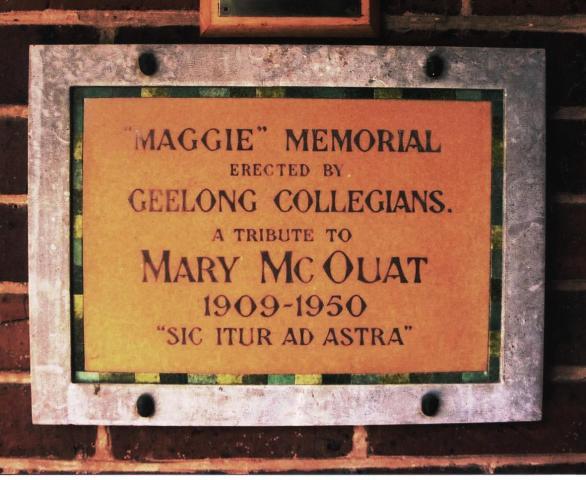 "MAGGIE" MEMORIAL
ERECTED BY
GEELONG COLLEGIANS.
A TRIBUTE TO
MARY MCOUAT
1909-1950
"SIC ITUR AD ASTRA"